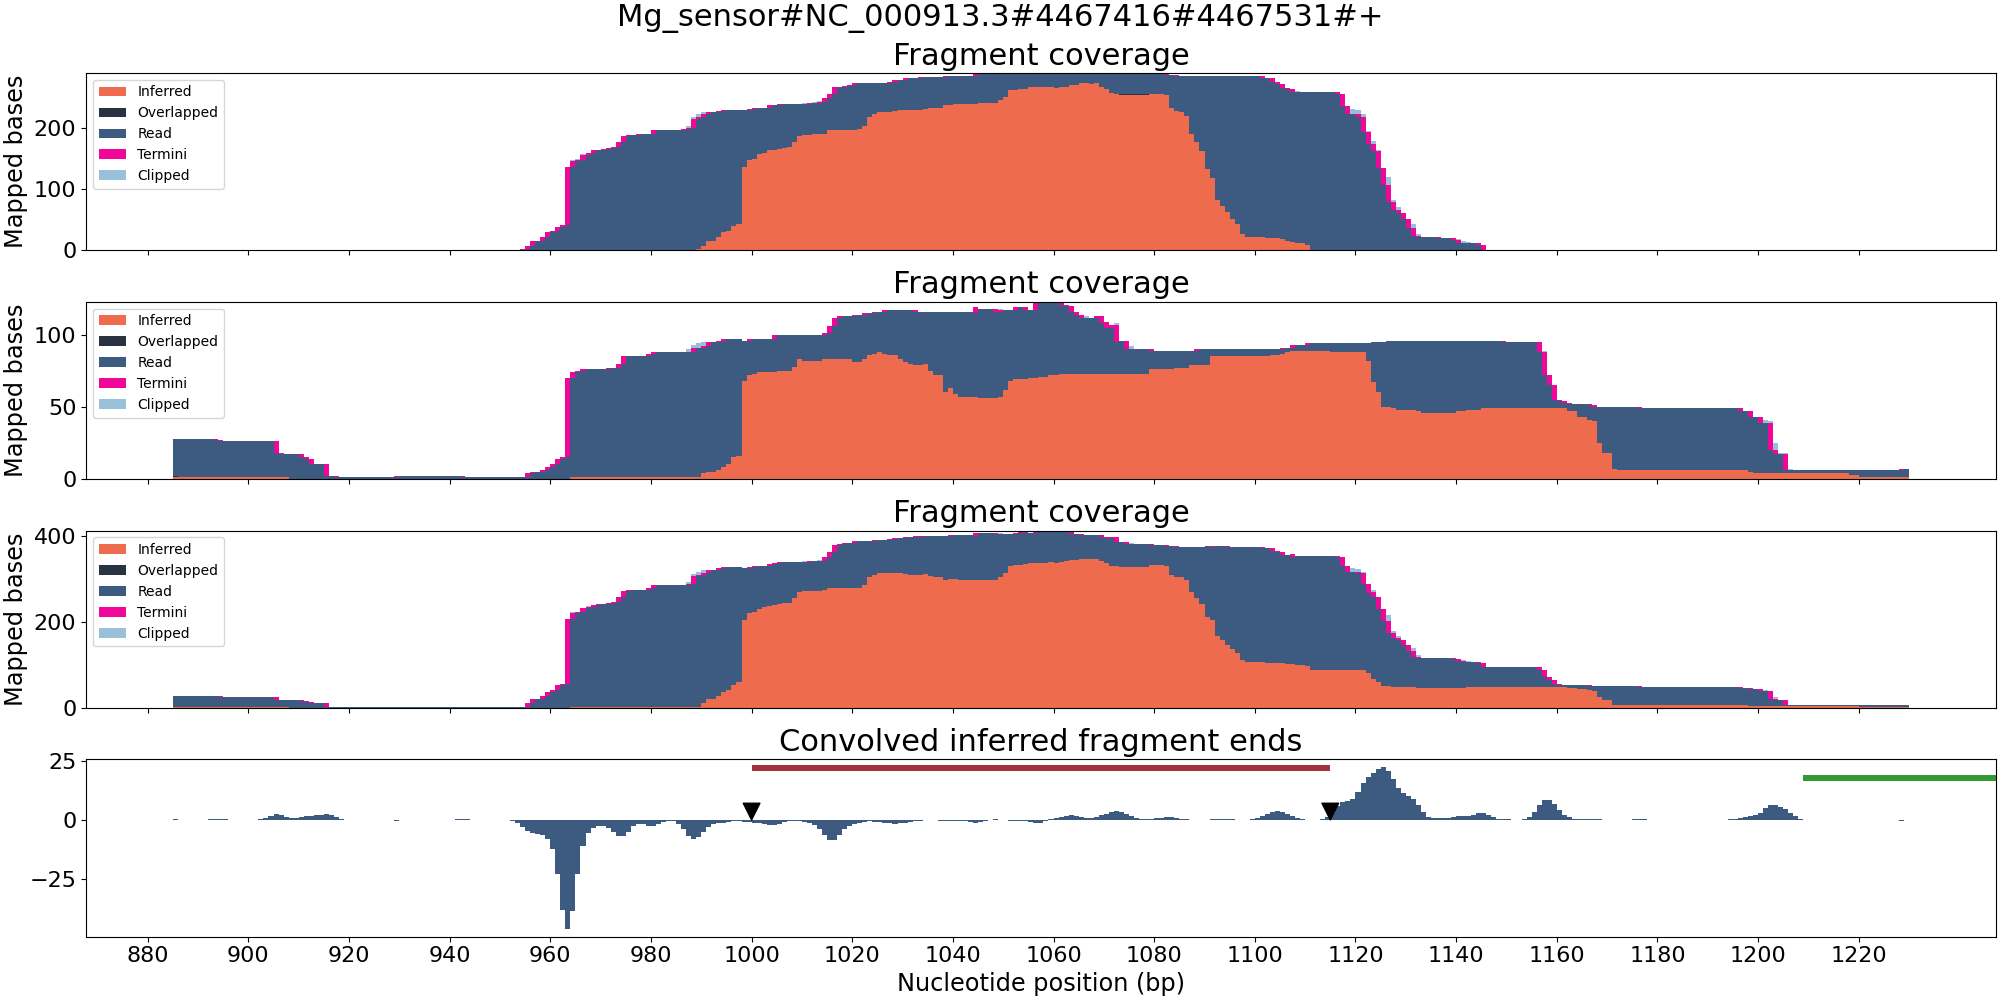 Mg_sensor#NC_000913.3#4467416#4467531#+
Fragment coverage
Mapped bases
200
100
0
Inferred
Overlapped
Read
Termini
Clipped
Fragment coverage
Mapped bases
100
50
0
Inferred
Overlapped
Read
Termini
Clipped
Fragment coverage
Mapped bases
400
200
0
Inferred
Overlapped
Read
Termini
Clipped
Convolved inferred fragment ends
25
0
−25
880 900 920 940 960 980 1000 1020 1040 1060 1080 1100 1120 1140 1160 1180 1200 1220
Nucleotide position (bp)